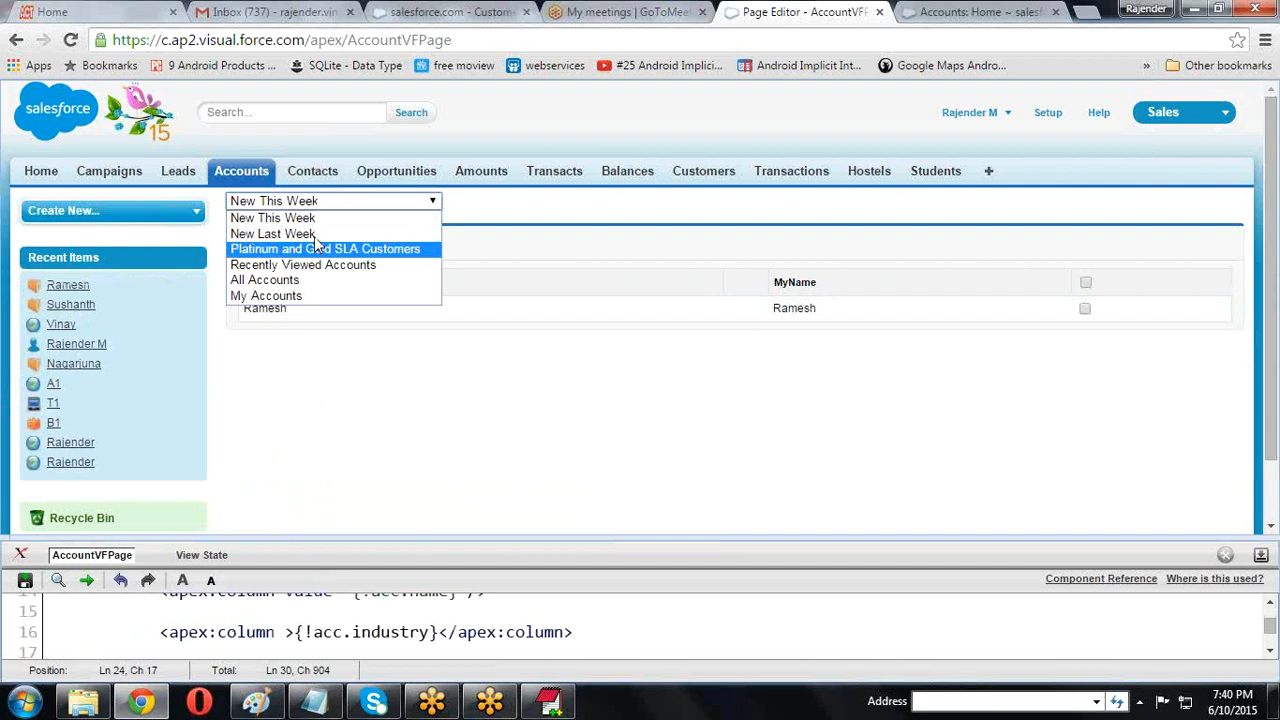 Home
Inbox (737) - rajender.vin
salesforce.com - Custome
My meetings | GoToMeet
Page Editor - AccountVFP
Accounts: Home ~ salesf
Rajender
https://c.ap2.visual.force.com/apex/AccountVFPage
Apps
Bookmarks
9 Android Products ...
SQLite - Data Type
free moview
webservices
#25 Android Implici...
Android Implicit Int...
Google Maps Andro...
»
Other bookmarks
salesforce
15
Search...
Search
Rajender M
Setup
Help
Sales
Home
Campaigns
Leads
Accounts
Contacts
Opportunities
Amounts
Transacts
Balances
Customers
Transactions
Hostels
Students
+
Create New...
New This Week
New This Week
New Last Week
Platinum and Gold SLA Customers
Recently Viewed Accounts
All Accounts
My Accounts
Recent Items
Ramesh
Sushanth
Vinay
Rajender M
Nagarjuna
A1
T1
B1
Rajender
Rajender
MyName
Ramesh
Ramesh
Recycle Bin
AccountVFPage
View State
A
A
Component Reference
Where is this used?
15
16 <apex:column >{!acc.industry}</apex:column>
17
Position:
Ln 24, Ch 17
Total:
Ln 30, Ch 904
Address
7:40 PM
6/10/2015